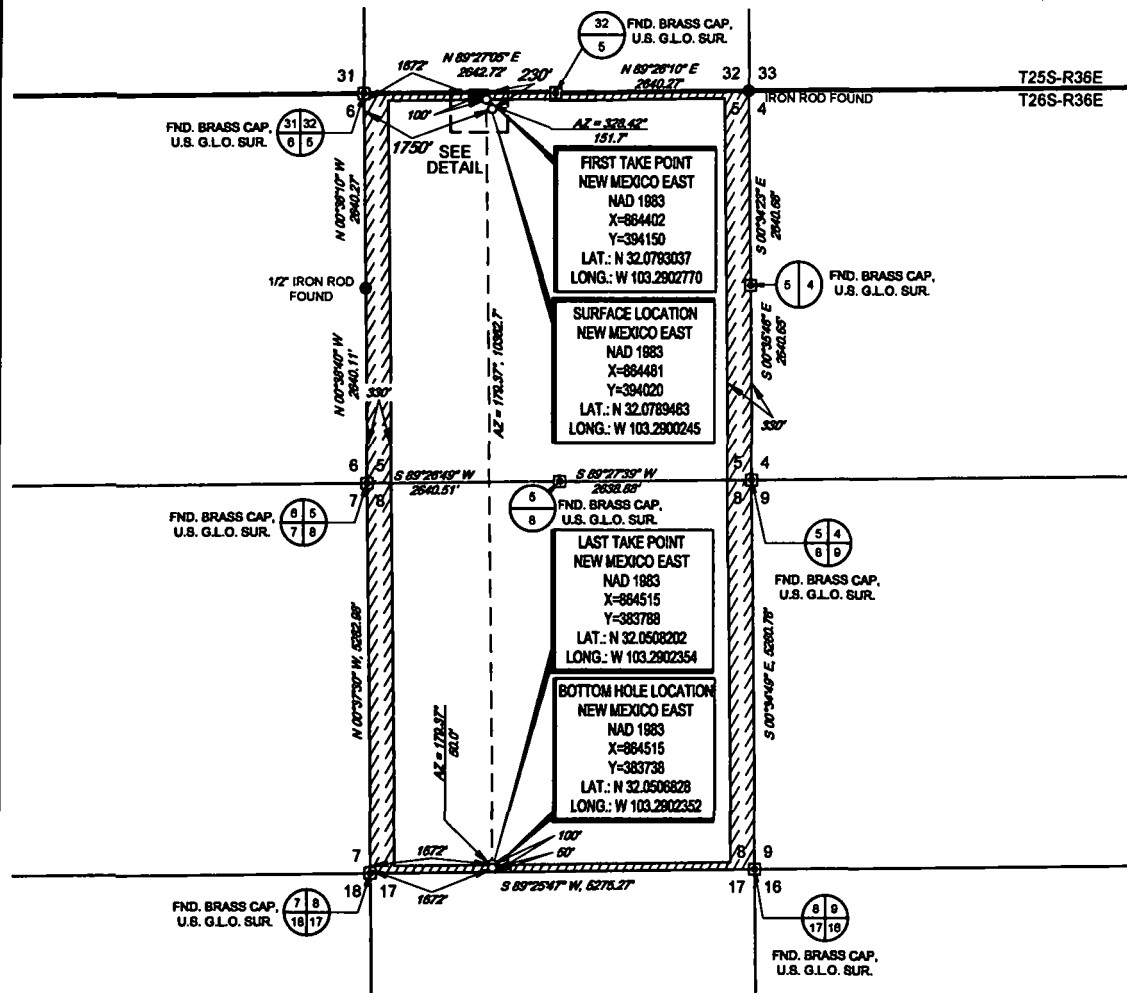 32
5
FND. BRASS CAP,
U.S. G.L.O. SUR.
31
1672'
N 89°27'05" E
2642.72'
230'
N 89°26'10" E
2640.27'
32
33
T25S-R36E
T26S-R36E
6
5
4
IRON ROD FOUND
FND. BRASS CAP,
U.S. G.L.O. SUR.
31 32
6 5
100'
1750'
SEE
DETAIL
AZ = 328.42°
151.7'
FIRST TAKE POINT
NEW MEXICO EAST
NAD 1983
X=864402
Y=394150
LAT.: N 32.0793037
LONG.: W 103.2902770
N 00°36'10" W
2640.27'
S 00°34'23" E
2640.68'
1/2" IRON ROD
FOUND
5 4
FND. BRASS CAP,
U.S. G.L.O. SUR.
SURFACE LOCATION
NEW MEXICO EAST
NAD 1983
X=864481
Y=394020
LAT.: N 32.0789463
LONG.: W 103.2900245
AZ = 179.37°, 10362.7'
N 00°38'40" W
2640.11'
S 00°35'48" E
2640.65'
330'
330'
6 5
5 4
S 89°26'49" W
2640.51'
S 89°27'39" W
2638.88'
7 8
8 9
FND. BRASS CAP,
U.S. G.L.O. SUR.
6 5
7 8
5
8
FND. BRASS CAP,
U.S. G.L.O. SUR.
5 4
8 9
FND. BRASS CAP,
U.S. G.L.O. SUR.
LAST TAKE POINT
NEW MEXICO EAST
NAD 1983
X=864515
Y=383788
LAT.: N 32.0508202
LONG.: W 103.2902354
N 00°37'30" W, 5282.98'
S 00°34'49" E, 5280.76'
BOTTOM HOLE LOCATION
NEW MEXICO EAST
NAD 1983
X=864515
Y=383738
LAT.: N 32.0506828
LONG.: W 103.2902352
AZ = 179.37°
50.0'
100'
50'
7
1672'
8 9
18 17
1672'
S 89°25'47" W, 5275.27'
17 16
FND. BRASS CAP,
U.S. G.L.O. SUR.
7 8
18 17
8 9
17 16
FND. BRASS CAP,
U.S. G.L.O. SUR.